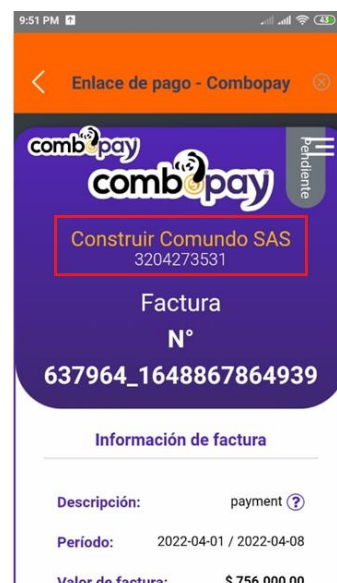 9:51 PM
43
Enlace de pago - Combopay
combopay
combopay
Pendiente
Construir Comundo SAS
3204273531
Factura
N°
637964_1648867864939
Información de factura
Descripción: payment ?
Período: 2022-04-01 / 2022-04-08
Valor de factura: $ 756.000,00